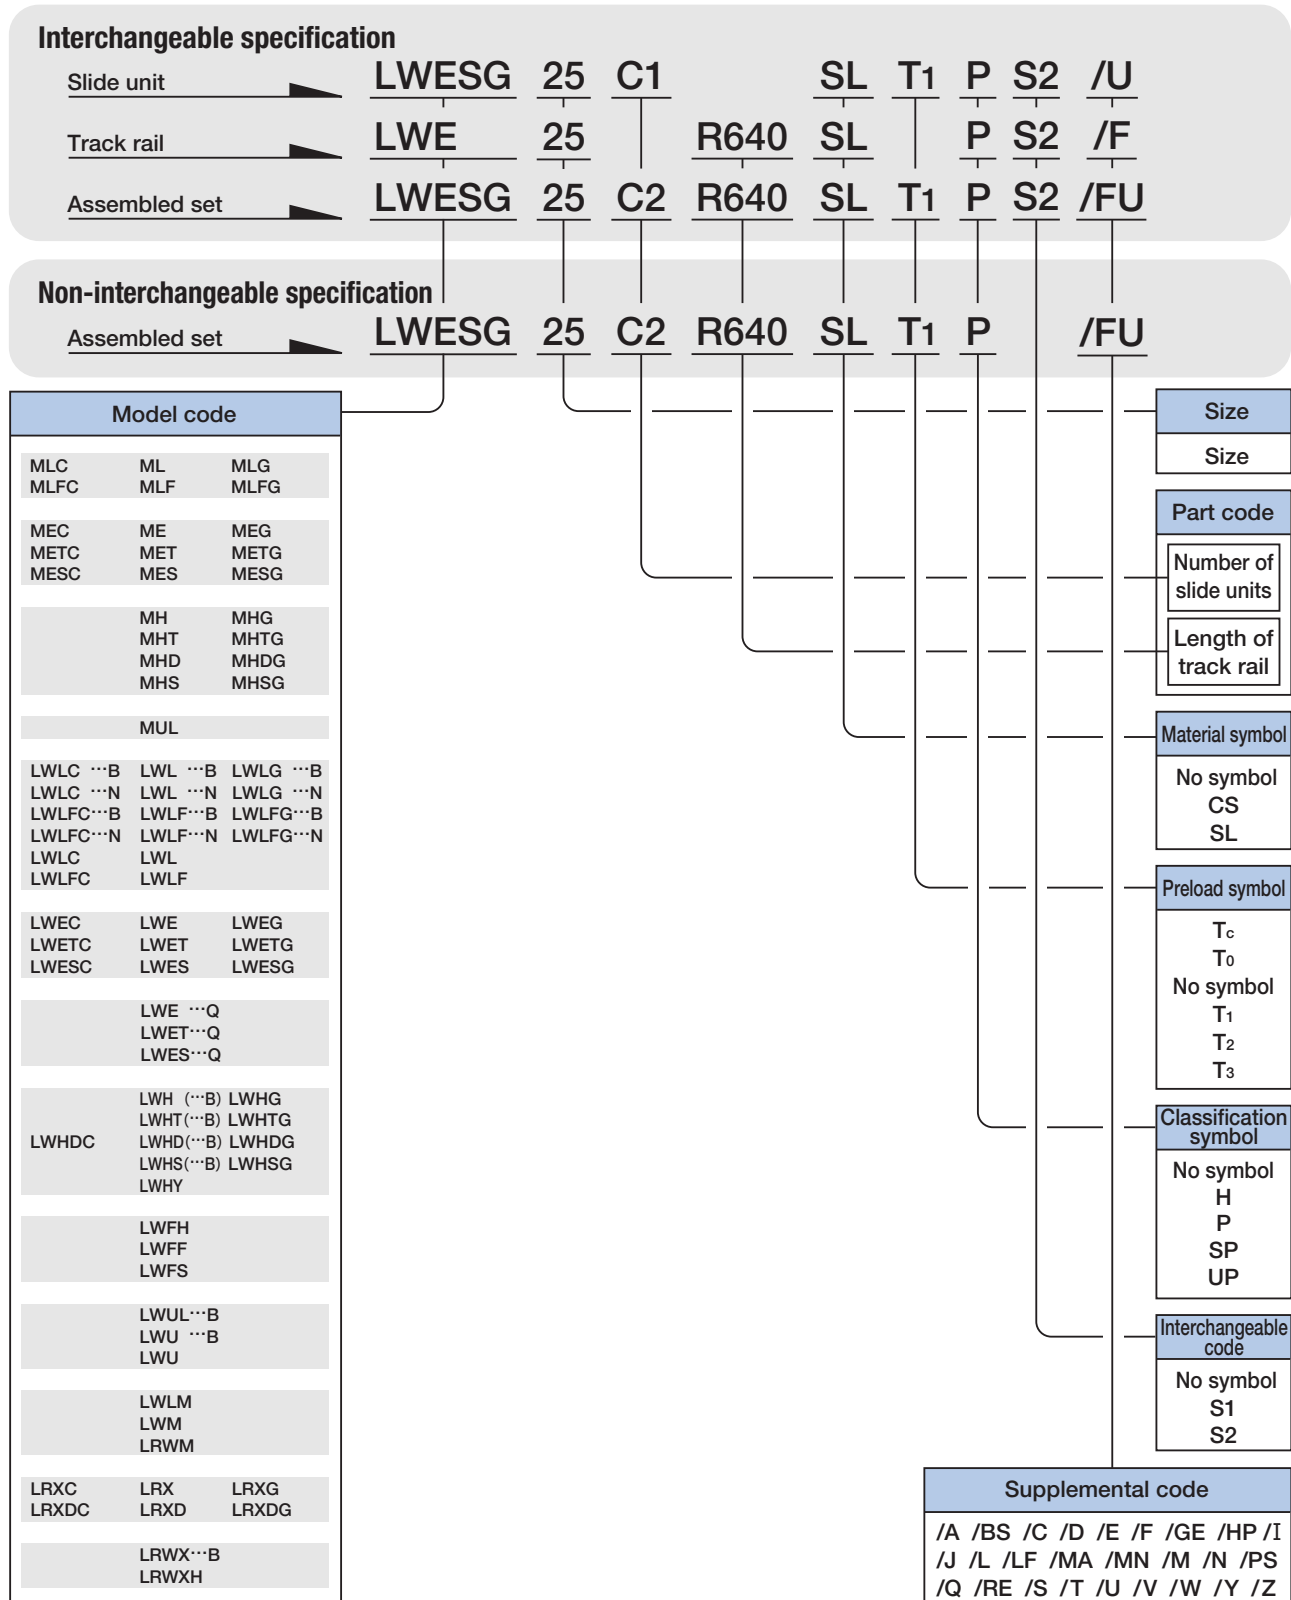 Interchangeable specification
Slide unit LWESG 25 C1 SL T1 P S2 /U
Track rail LWE 25 R640 SL P S2 /F
Assembled set LWESG 25 C2 R640 SL T1 P S2 /FU
Non-interchangeable specification
Assembled set LWESG 25 C2 R640 SL T1 P /FU
Model code
MLC ML MLG
MLFC MLF MLFG
MEC ME MEG
METC MET METG
MESC MES MESG
MH MHG
MHT MHTG
MHD MHDG
MHS MHSG
MUL
LWLC …B LWL …B LWLG …B
LWLC …N LWL …N LWLG …N
LWLFC…B LWLF…B LWLFG…B
LWLFC…N LWLF…N LWLFG…N
LWLC LWL
LWLFC LWLF
LWEC LWE LWEG
LWETC LWET LWETG
LWESC LWES LWESG
LWE …Q
LWET…Q
LWES…Q
LWH (…B) LWHG
LWHT(…B) LWHTG
LWHDC LWHD(…B) LWHDG
LWHS(…B) LWHSG
LWHY
LWFH
LWFF
LWFS
LWUL…B
LWU …B
LWU
LWLM
LWM
LRWM
LRXC LRX LRXG
LRXDC LRXD LRXDG
LRWX…B
LRWXH
Size
Size
Part code
Number of
slide units
Length of
track rail
Material symbol
No symbol
CS
SL
Preload symbol
Tc
T0
No symbol
T1
T2
T3
Classification
symbol
No symbol
H
P
SP
UP
Interchangeable
code
No symbol
S1
S2
Supplemental code
/A /BS /C /D /E /F /GE /HP /I
/J /L /LF /MA /MN /M /N /PS
/Q /RE /S /T /U /V /W /Y /Z